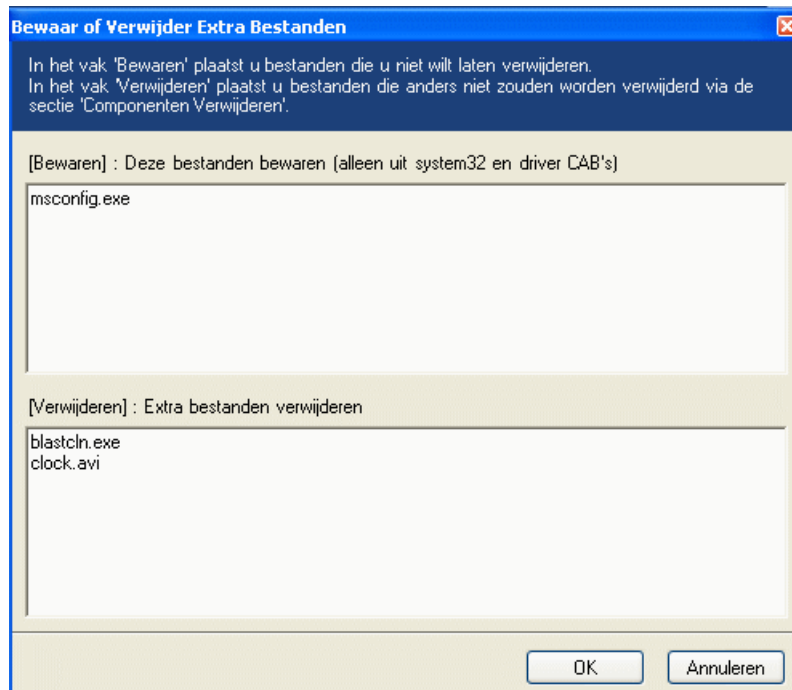 Bewaar of Verwijder Extra Bestanden
In het vak 'Bewaren' plaatst u bestanden die u niet wilt laten verwijderen.
In het vak 'Verwijderen' plaatst u bestanden die anders niet zouden worden verwijderd via de
sectie 'Componenten Verwijderen'.
[Bewaren] : Deze bestanden bewaren (alleen uit system32 en driver CAB's)
msconfig.exe
[Verwijderen] : Extra bestanden verwijderen
blastcln.exe
clock.avi
OK
Annuleren